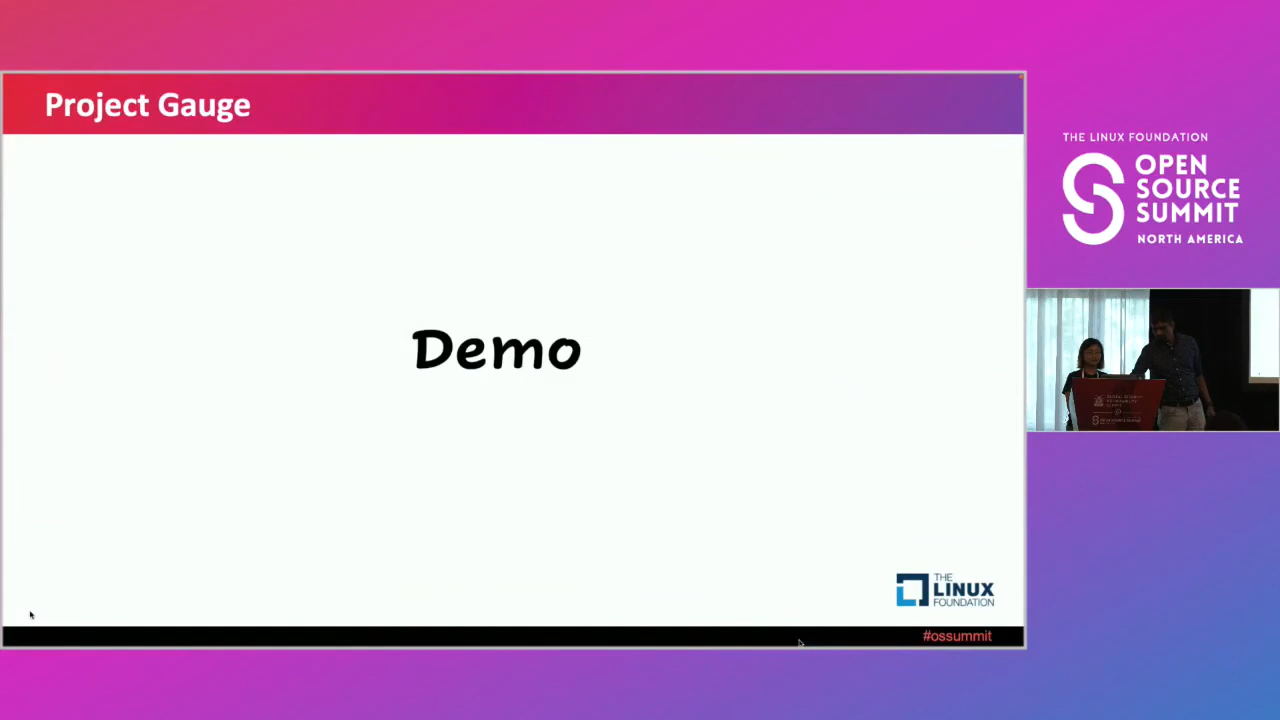 Project Gauge
Demo
THE
LINUX
FOUNDATION
#ossummit
THE LINUX FOUNDATION
OPEN
SOURCE
SUMMIT
NORTH AMERICA